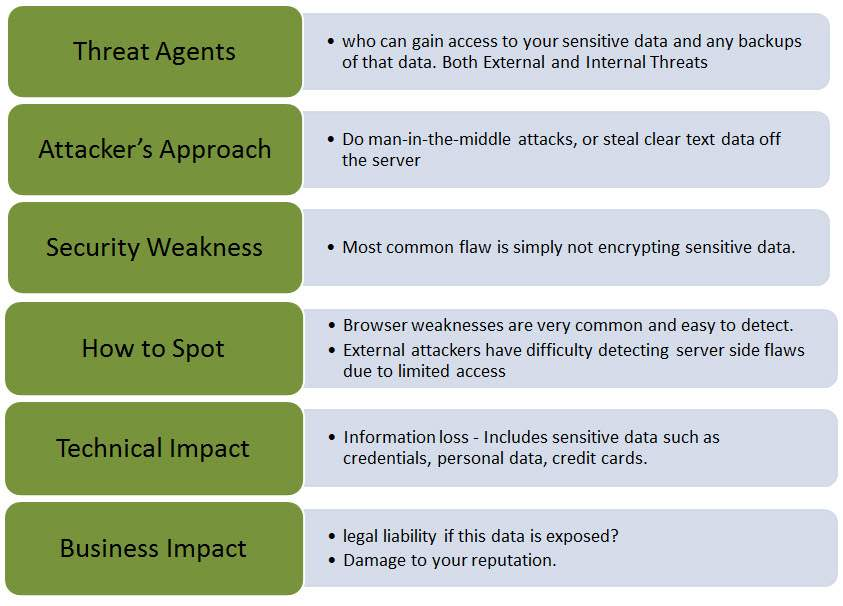 Threat Agents
• who can gain access to your sensitive data and any backups
of that data. Both External and Internal Threats
Attacker’s Approach
• Do man-in-the-middle attacks, or steal clear text data off
the server
Security Weakness
• Most common flaw is simply not encrypting sensitive data.
How to Spot
• Browser weaknesses are very common and easy to detect.
• External attackers have difficulty detecting server side flaws
due to limited access
Technical Impact
• Information loss - Includes sensitive data such as
credentials, personal data, credit cards.
Business Impact
• legal liability if this data is exposed?
• Damage to your reputation.